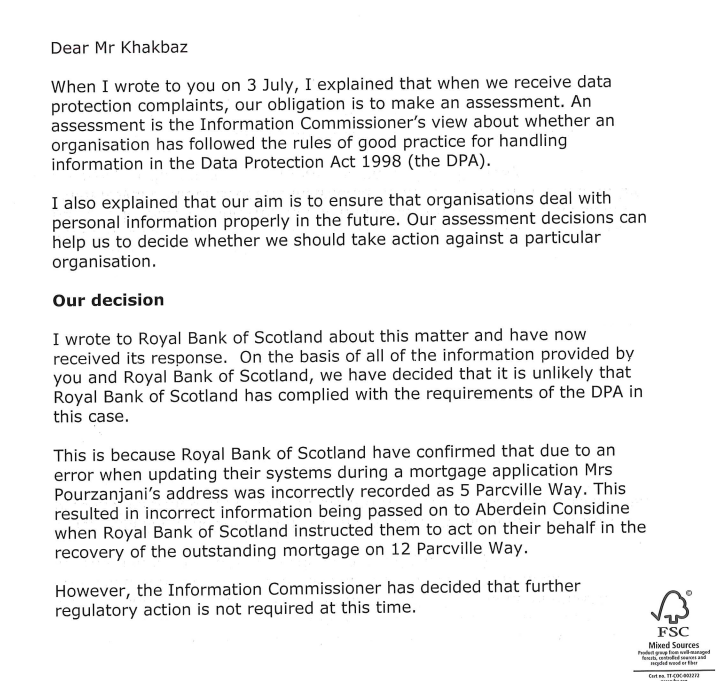 Dear Mr Khakbaz
When I wrote to you on 3 July, I explained that when we receive data
protection complaints, our obligation is to make an assessment. An
assessment is the Information Commissioner's view about whether an
organisation has followed the rules of good practice for handling
information in the Data Protection Act 1998 (the DPA).
I also explained that our aim is to ensure that organisations deal with
personal information properly in the future. Our assessment decisions can
help us to decide whether we should take action against a particular
organisation.
Our decision
I wrote to Royal Bank of Scotland about this matter and have now
received its response. On the basis of all of the information provided by
you and Royal Bank of Scotland, we have decided that it is unlikely that
Royal Bank of Scotland has complied with the requirements of the DPA in
this case.
This is because Royal Bank of Scotland have confirmed that due to an
error when updating their systems during a mortgage application Mrs
Pourzanjani's address was incorrectly recorded as 5 Parcville Way. This
resulted in incorrect information being passed on to Aberdein Considine
when Royal Bank of Scotland instructed them to act on their behalf in the
recovery of the outstanding mortgage on 12 Parcville Way.
However, the Information Commissioner has decided that further
regulatory action is not required at this time.
©
FSC
Mixed Sources
Product group from well-managed
forests, controlled sources and
recycled wood or fiber
Cert no. TT-COC-002272